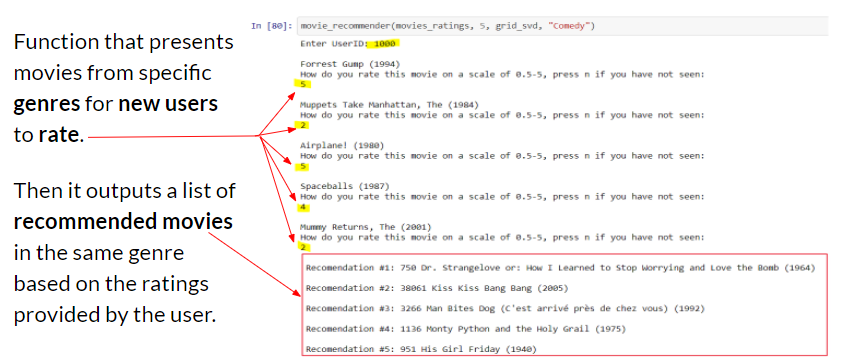 Function that presents
movies from specific
genres for new users
to rate.
Then it outputs a list of
recommended movies
in the same genre
based on the ratings
provided by the user.
In [80]: movie_recommender(movies_ratings, 5, grid_svd, "Comedy")
Enter UserID: 1000
Forrest Gump (1994)
How do you rate this movie on a scale of 0.5-5, press n if you have not seen:
5
Muppets Take Manhattan, The (1984)
How do you rate this movie on a scale of 0.5-5, press n if you have not seen:
2
Airplane! (1980)
How do you rate this movie on a scale of 0.5-5, press n if you have not seen:
5
Spaceballs (1987)
How do you rate this movie on a scale of 0.5-5, press n if you have not seen:
4
Mummy Returns, The (2001)
How do you rate this movie on a scale of 0.5-5, press n if you have not seen:
2
Recomendation #1: 750 Dr. Strangelove or: How I Learned to Stop Worrying and Love the Bomb (1964)
Recomendation #2: 38061 Kiss Kiss Bang Bang (2005)
Recomendation #3: 3266 Man Bites Dog (C'est arrivé près de chez vous) (1992)
Recomendation #4: 1136 Monty Python and the Holy Grail (1975)
Recomendation #5: 951 His Girl Friday (1940)